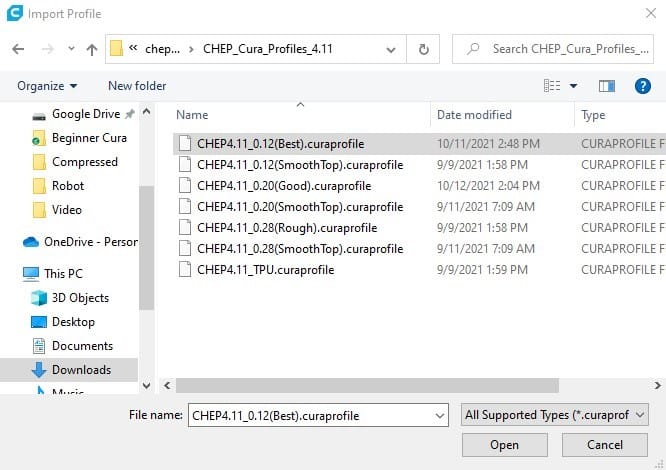 Import Profile
« chep... > CHEP_Cura_Profiles_4.11
Search CHEP_Cura_Profiles_...
Organize
New folder
Name
Date modified
Type
Google Drive
Beginner Cura
Compressed
Robot
Video
OneDrive - Person
This PC
3D Objects
Desktop
Documents
Downloads
Music
CHEP4.11_0.12(Best).curaprofile 10/11/2021 2:48 PM CURAPROFILE F
CHEP4.11_0.12(SmoothTop).curaprofile 9/9/2021 1:58 PM CURAPROFILE F
CHEP4.11_0.20(Good).curaprofile 10/12/2021 2:04 PM CURAPROFILE F
CHEP4.11_0.20(SmoothTop).curaprofile 9/11/2021 7:09 AM CURAPROFILE F
CHEP4.11_0.28(Rough).curaprofile 9/9/2021 1:58 PM CURAPROFILE F
CHEP4.11_0.28(SmoothTop).curaprofile 9/11/2021 7:09 AM CURAPROFILE F
CHEP4.11_TPU.curaprofile 9/9/2021 1:59 PM CURAPROFILE F
File name: CHEP4.11_0.12(Best).curaprofile
All Supported Types (*.curaprof
Open
Cancel